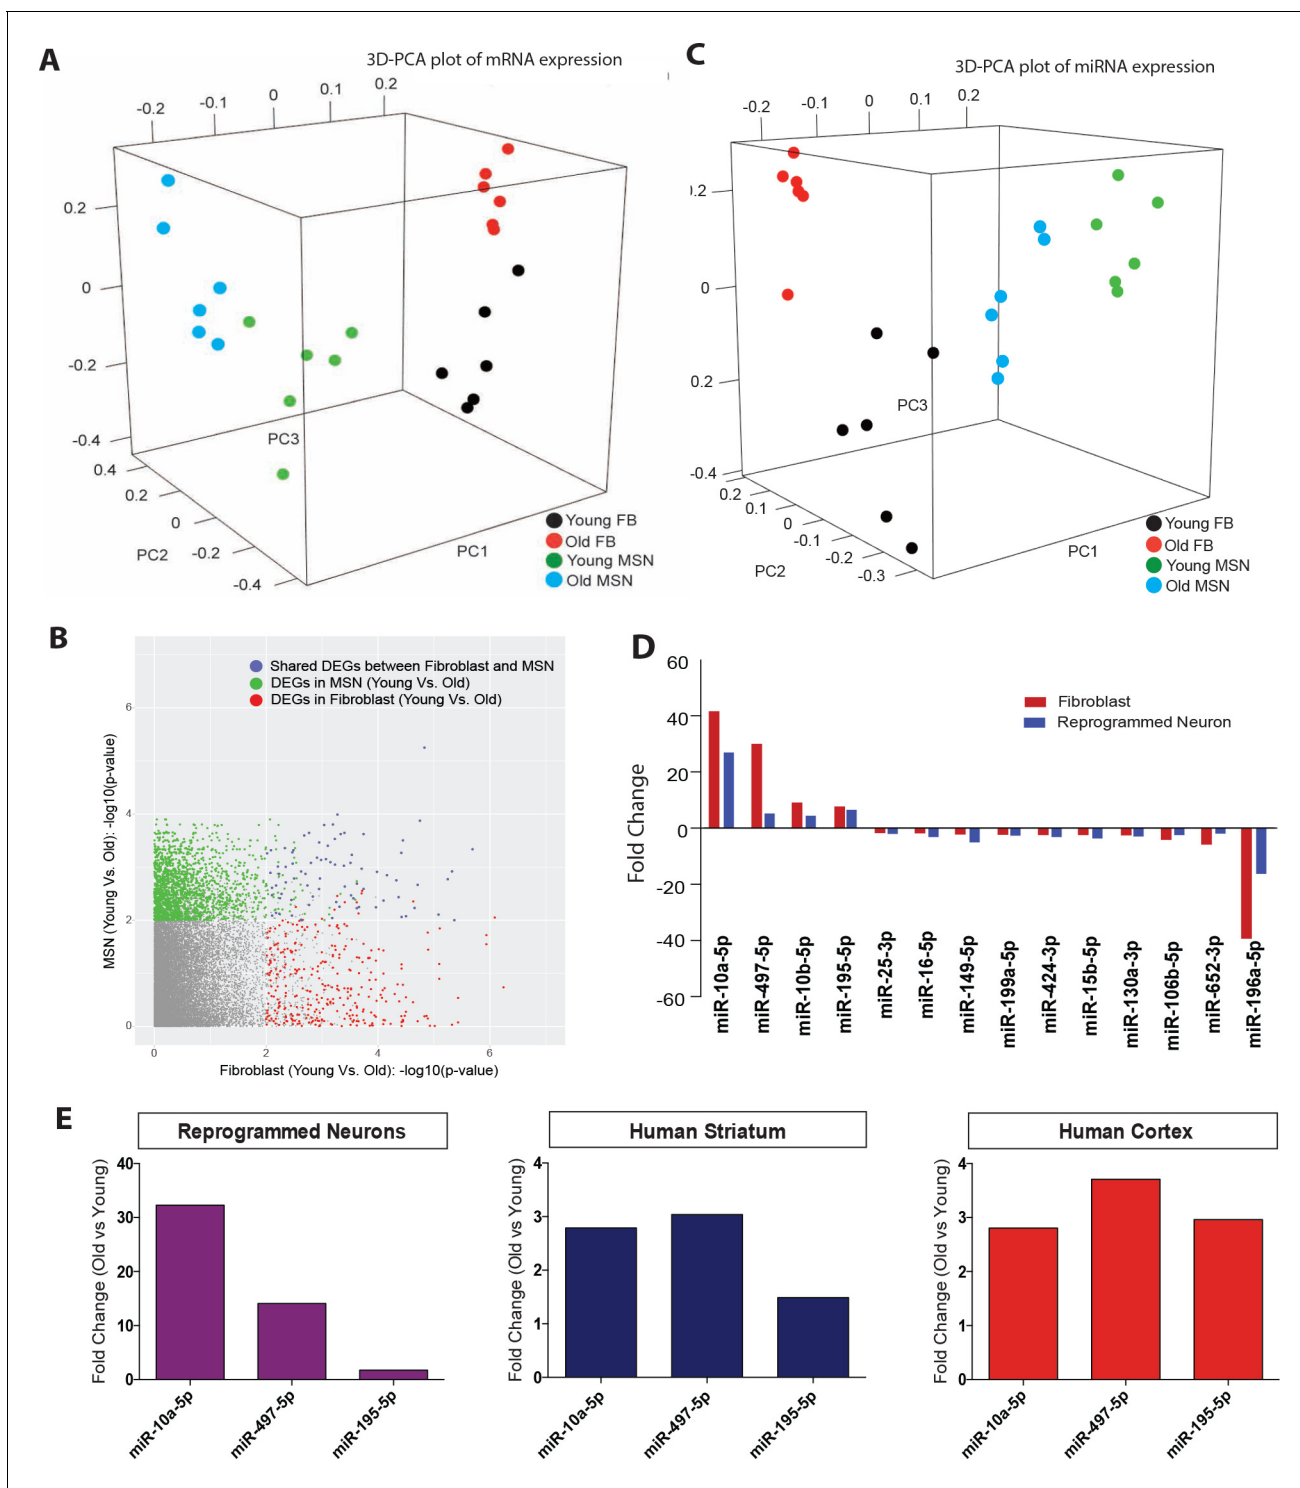 A
3D-PCA plot of mRNA expression
-0.2 -0.1 0 0.1 0.2
0.2
0
-0.2
-0.4
0.4
0.2
0
-0.2
-0.4
PC3
PC2
PC1
Young FB
Old FB
Young MSN
Old MSN
C
3D-PCA plot of miRNA expression
-0.2 -0.1 0 0.1 0.2
.2
0
0.2
-0.4
0.2
0.1
0
-0.1
-0.2
-0.3
PC3
PC2
PC1
Young FB
Old FB
Young MSN
Old MSN
B
Shared DEGs between Fibroblast and MSN
DEGs in MSN (Young Vs. Old)
DEGs in Fibroblast (Young Vs. Old)
MSN (Young Vs. Old): -log10(p-value)
6
4
2
0
0 2 4 6
Fibroblast (Young Vs. Old): -log10(p-value)
D
Fibroblast
Reprogrammed Neuron
Fold Change
60
40
20
0
-20
-40
-60
miR-10a-5p
miR-497-5p
miR-10b-5p
miR-195-5p
miR-25-3p
miR-16-5p
miR-149-5p
miR-199a-5p
miR-424-3p
miR-15b-5p
miR-130a-3p
miR-106b-5p
miR-652-3p
miR-196a-5p
E
Reprogrammed Neurons
Fold Change (Old vs Young)
40
30
20
10
0
miR-10a-5p
miR-497-5p
miR-195-5p
Human Striatum
Fold Change (Old vs Young)
4
3
2
1
0
miR-10a-5p
miR-497-5p
miR-195-5p
Human Cortex
Fold Change (Old vs Young)
4
3
2
1
0
miR-10a-5p
miR-497-5p
miR-195-5p